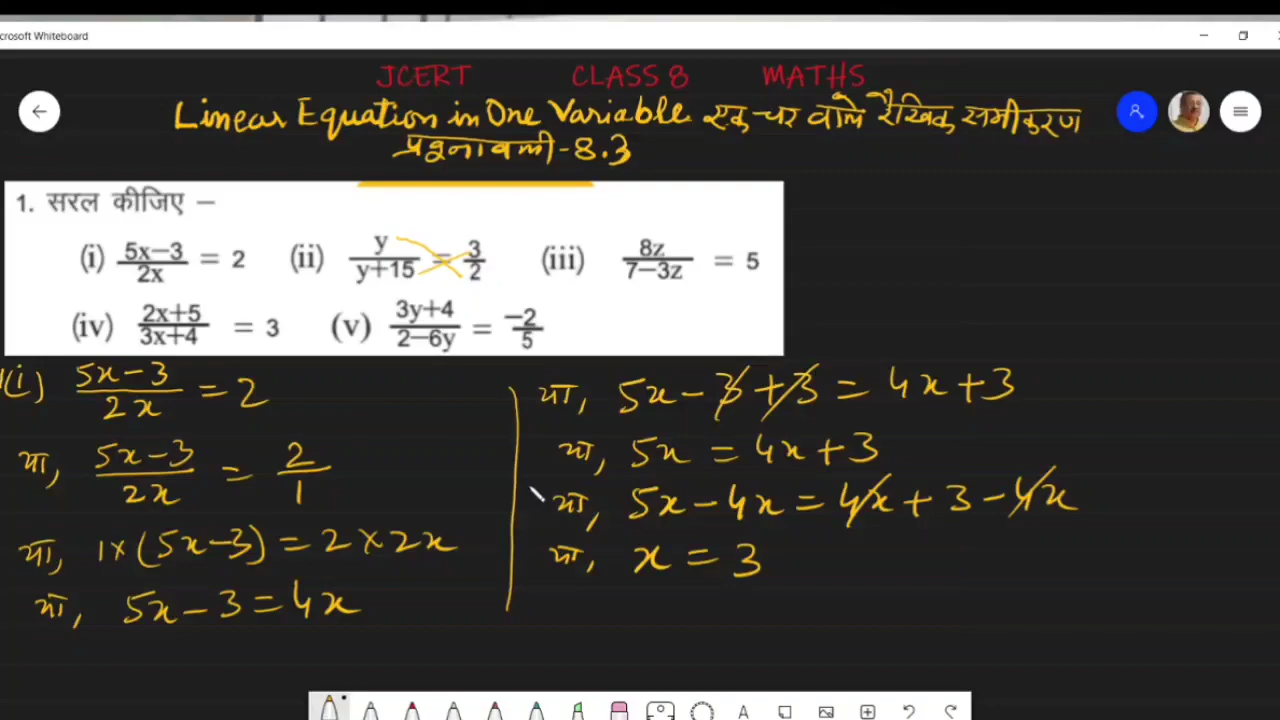 crosoft Whiteboard
JCERT CLASS 8 MATHS
Linear Equation in One Variable एक-चर वाले रैखिक समीकरण
प्रश्नावली-8.3
1. सरल कीजिए –
(i) 5x–3/2x = 2 (ii) y/y+15 = 3/2 (iii) 8z/7–3z = 5
(iv) 2x+5/3x+4 = 3 (v) 3y+4/2–6y = –2/5
(i) 5x-3/2x = 2
या, 5x-3/2x = 2/1
या, 1×(5x-3) = 2×2x
या, 5x-3 = 4x
या, 5x-3+3 = 4x+3
या, 5x = 4x+3
या, 5x-4x = 4x+3-4x
या, x = 3
A